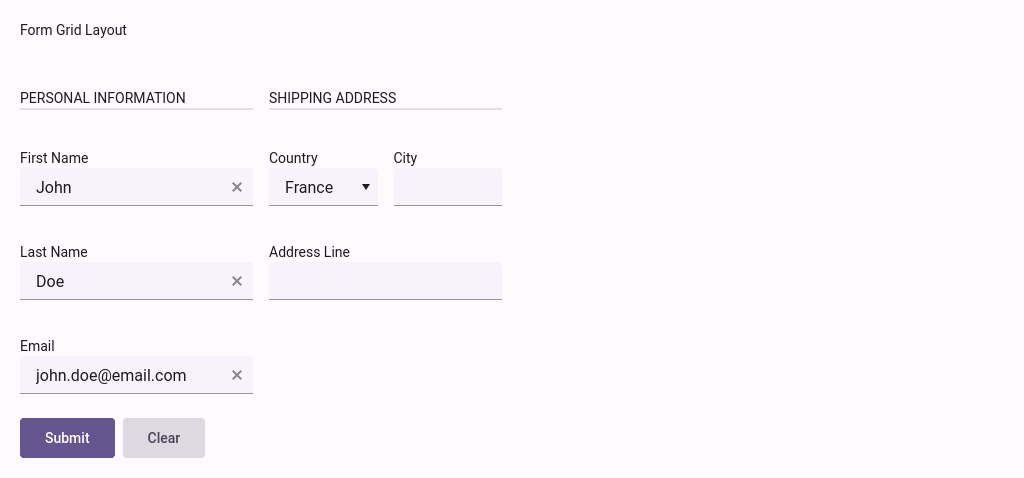 Form Grid Layout
PERSONAL INFORMATION
First Name
John
Last Name
Doe
Email
john.doe@email.com
SHIPPING ADDRESS
Country
France
City
Address Line
Submit
Clear